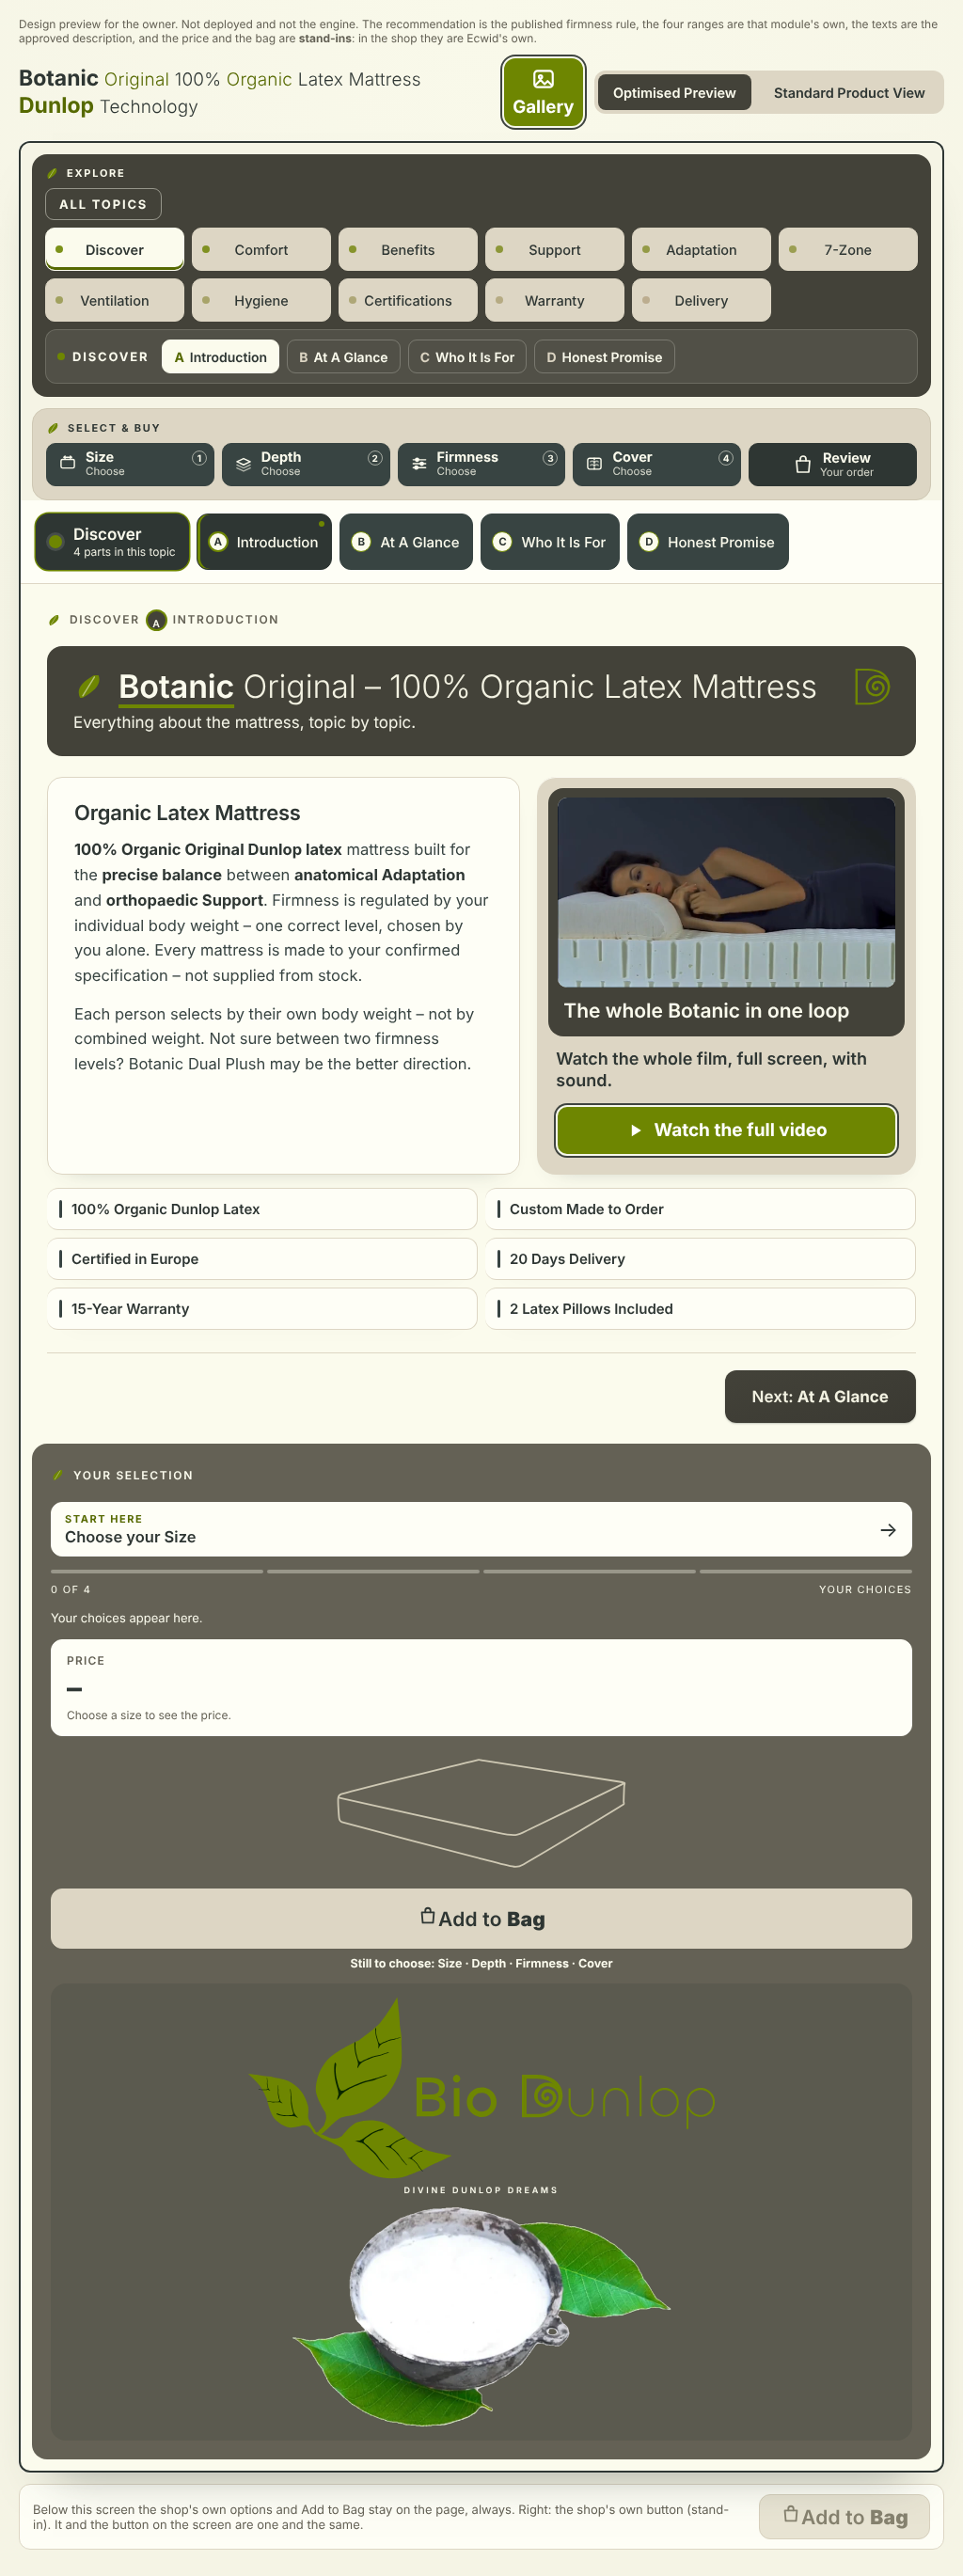 Design preview for the owner. Not deployed and not the engine. The recommendation is the published firmness rule, the four ranges are that module's own, the texts are the
approved description, and the price and the bag are stand-ins: in the shop they are Ecwid's own.
Botanic Original 100% Organic Latex Mattress
Dunlop Technology
Gallery
Optimised Preview
Standard Product View
EXPLORE
ALL TOPICS
Discover
Comfort
Benefits
Support
Adaptation
7-Zone
Ventilation
Hygiene
Certifications
Warranty
Delivery
DISCOVER
A Introduction
B At A Glance
C Who It Is For
D Honest Promise
SELECT & BUY
Size
Choose
1
Depth
Choose
2
Firmness
Choose
3
Cover
Choose
4
Review
Your order
Discover
4 parts in this topic
A Introduction
B At A Glance
C Who It Is For
D Honest Promise
DISCOVER A INTRODUCTION
Botanic Original – 100% Organic Latex Mattress
Everything about the mattress, topic by topic.
Organic Latex Mattress
100% Organic Original Dunlop latex mattress built for
the precise balance between anatomical Adaptation
and orthopaedic Support. Firmness is regulated by your
individual body weight – one correct level, chosen by
you alone. Every mattress is made to your confirmed
specification – not supplied from stock.
Each person selects by their own body weight – not by
combined weight. Not sure between two firmness
levels? Botanic Dual Plush may be the better direction.
The whole Botanic in one loop
Watch the whole film, full screen, with
sound.
Watch the full video
100% Organic Dunlop Latex
Custom Made to Order
Certified in Europe
20 Days Delivery
15-Year Warranty
2 Latex Pillows Included
Next: At A Glance
YOUR SELECTION
START HERE
Choose your Size
0 OF 4
YOUR CHOICES
Your choices appear here.
PRICE
–
Choose a size to see the price.
Add to Bag
Still to choose: Size · Depth · Firmness · Cover
Bio Dunlop
DIVINE DUNLOP DREAMS
Below this screen the shop's own options and Add to Bag stay on the page, always. Right: the shop's own button (stand-
in). It and the button on the screen are one and the same.
Add to Bag